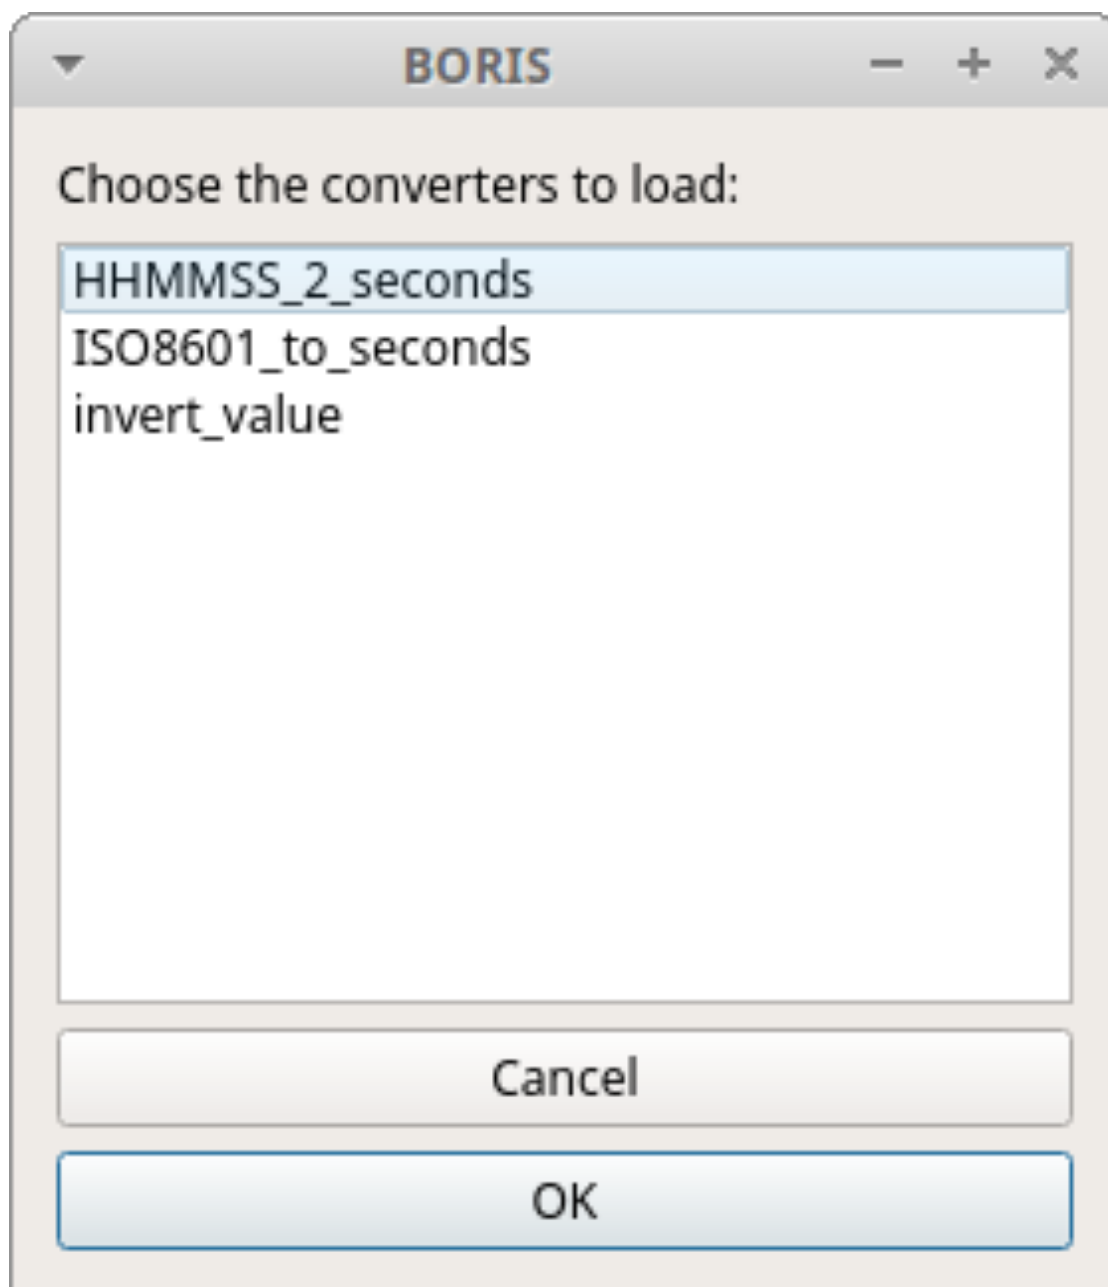 BORIS
Choose the converters to load:
HHMMSS_2_seconds
ISO8601_to_seconds
invert_value
Cancel
OK